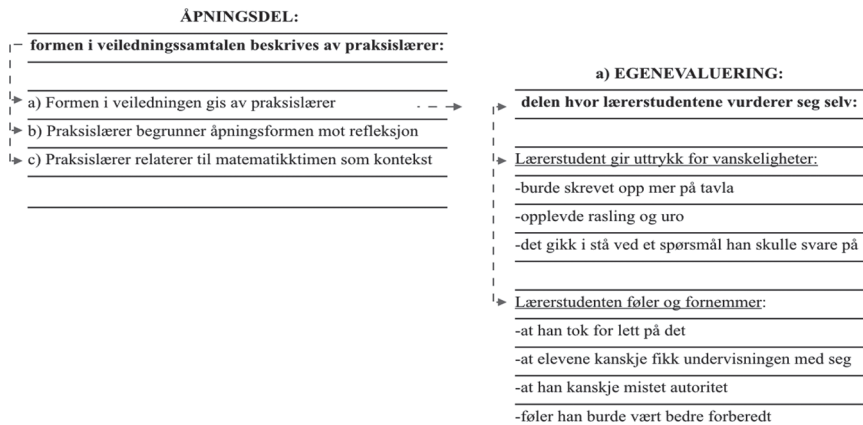 ÅPNINGSDEL:
formen i veiledningssamtalen beskrives av praksislærer:
a) Formen i veiledningen gis av praksislærer
b) Praksislærer begrunner åpningsformen mot refleksjon
c) Praksislærer relaterer til matematikktimen som kontekst
a) EGENEVALUERING:
delen hvor lærerstudentene vurderer seg selv:
Lærerstudent gir uttrykk for vanskeligheter:
-burde skrevet opp mer på tavla
-opplevde rasling og uro
-det gikk i stå ved et spørsmål han skulle svare på
Lærerstudenten føler og fornemmer:
-at han tok for lett på det
-at elevene kanskje fikk undervisningen med seg
-at han kanskje mistet autoritet
-føler han burde vært bedre forberedt